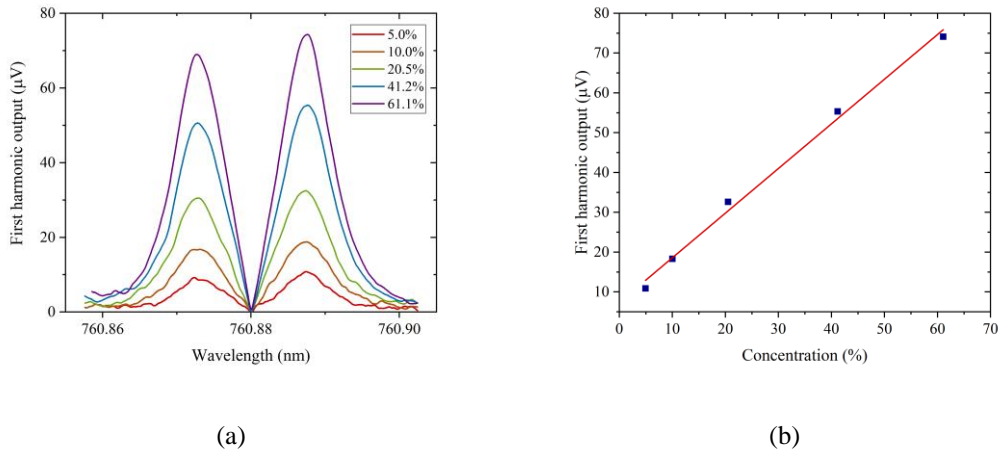 80
60
40
20
0
First harmonic output (μV)
5.0%
10.0%
20.5%
41.2%
61.1%
760.86 760.88 760.90
Wavelength (nm)
(a)
80
70
60
50
40
30
20
10
First harmonic output (μV)
0 10 20 30 40 50 60 70
Concentration (%)
(b)